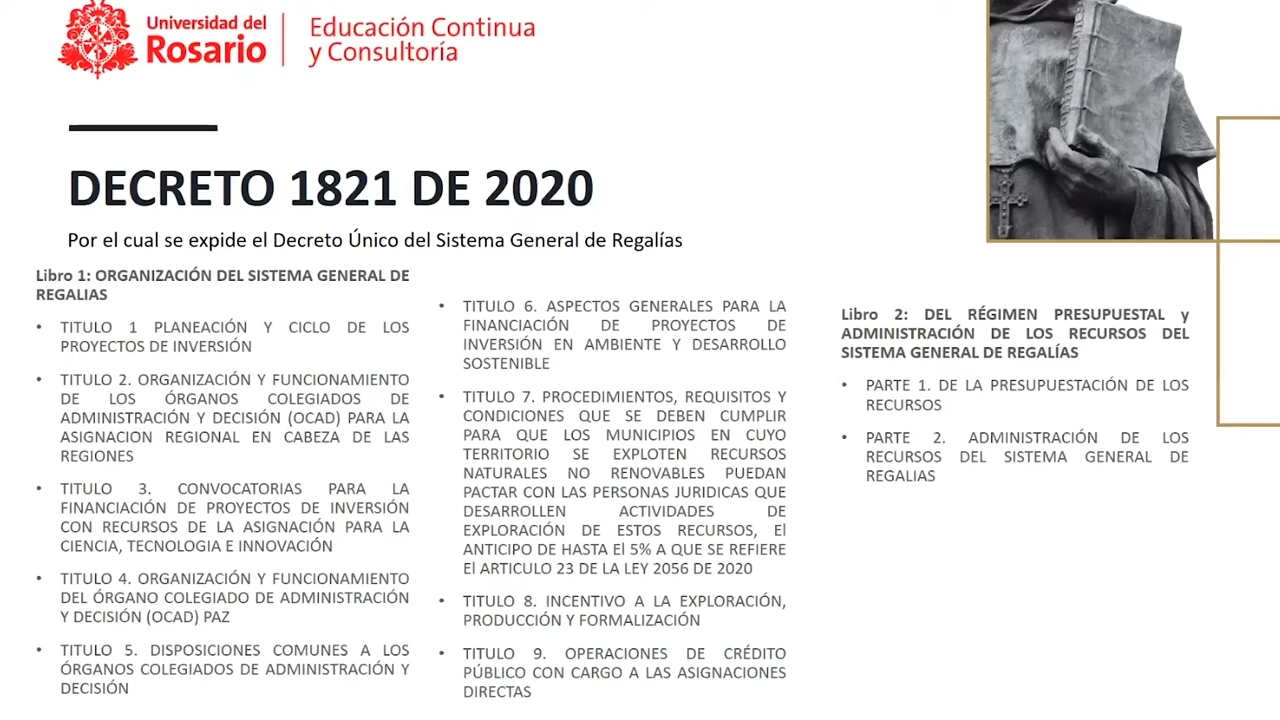 Universidad del
Rosario
Educación Continua
y Consultoría
DECRETO 1821 DE 2020
Por el cual se expide el Decreto Único del Sistema General de Regalías
Libro 1: ORGANIZACIÓN DEL SISTEMA GENERAL DE
REGALIAS
• TITULO 1 PLANEACIÓN Y CICLO DE LOS
PROYECTOS DE INVERSIÓN
• TITULO 2. ORGANIZACIÓN Y FUNCIONAMIENTO
DE LOS ÓRGANOS COLEGIADOS DE
ADMINISTRACIÓN Y DECISIÓN (OCAD) PARA LA
ASIGNACION REGIONAL EN CABEZA DE LAS
REGIONES
• TITULO 3. CONVOCATORIAS PARA LA
FINANCIACIÓN DE PROYECTOS DE INVERSIÓN
CON RECURSOS DE LA ASIGNACIÓN PARA LA
CIENCIA, TECNOLOGIA E INNOVACIÓN
• TITULO 4. ORGANIZACIÓN Y FUNCIONAMIENTO
DEL ÓRGANO COLEGIADO DE ADMINISTRACIÓN
Y DECISIÓN (OCAD) PAZ
• TITULO 5. DISPOSICIONES COMUNES A LOS
ÓRGANOS COLEGIADOS DE ADMINISTRACIÓN Y
DECISIÓN
• TITULO 6. ASPECTOS GENERALES PARA LA
FINANCIACIÓN DE PROYECTOS DE
INVERSIÓN EN AMBIENTE Y DESARROLLO
SOSTENIBLE
• TITULO 7. PROCEDIMIENTOS, REQUISITOS Y
CONDICIONES QUE SE DEBEN CUMPLIR
PARA QUE LOS MUNICIPIOS EN CUYO
TERRITORIO SE EXPLOTEN RECURSOS
NATURALES NO RENOVABLES PUEDAN
PACTAR CON LAS PERSONAS JURIDICAS QUE
DESARROLLEN ACTIVIDADES DE
EXPLORACIÓN DE ESTOS RECURSOS, El
ANTICIPO DE HASTA El 5% A QUE SE REFIERE
El ARTICULO 23 DE LA LEY 2056 DE 2020
• TITULO 8. INCENTIVO A LA EXPLORACIÓN,
PRODUCCIÓN Y FORMALIZACIÓN
• TITULO 9. OPERACIONES DE CRÉDITO
PÚBLICO CON CARGO A LAS ASIGNACIONES
DIRECTAS
Libro 2: DEL RÉGIMEN PRESUPUESTAL y
ADMINISTRACIÓN DE LOS RECURSOS DEL
SISTEMA GENERAL DE REGALÍAS
• PARTE 1. DE LA PRESUPUESTACIÓN DE LOS
RECURSOS
• PARTE 2. ADMINISTRACIÓN DE LOS
RECURSOS DEL SISTEMA GENERAL DE
REGALIAS